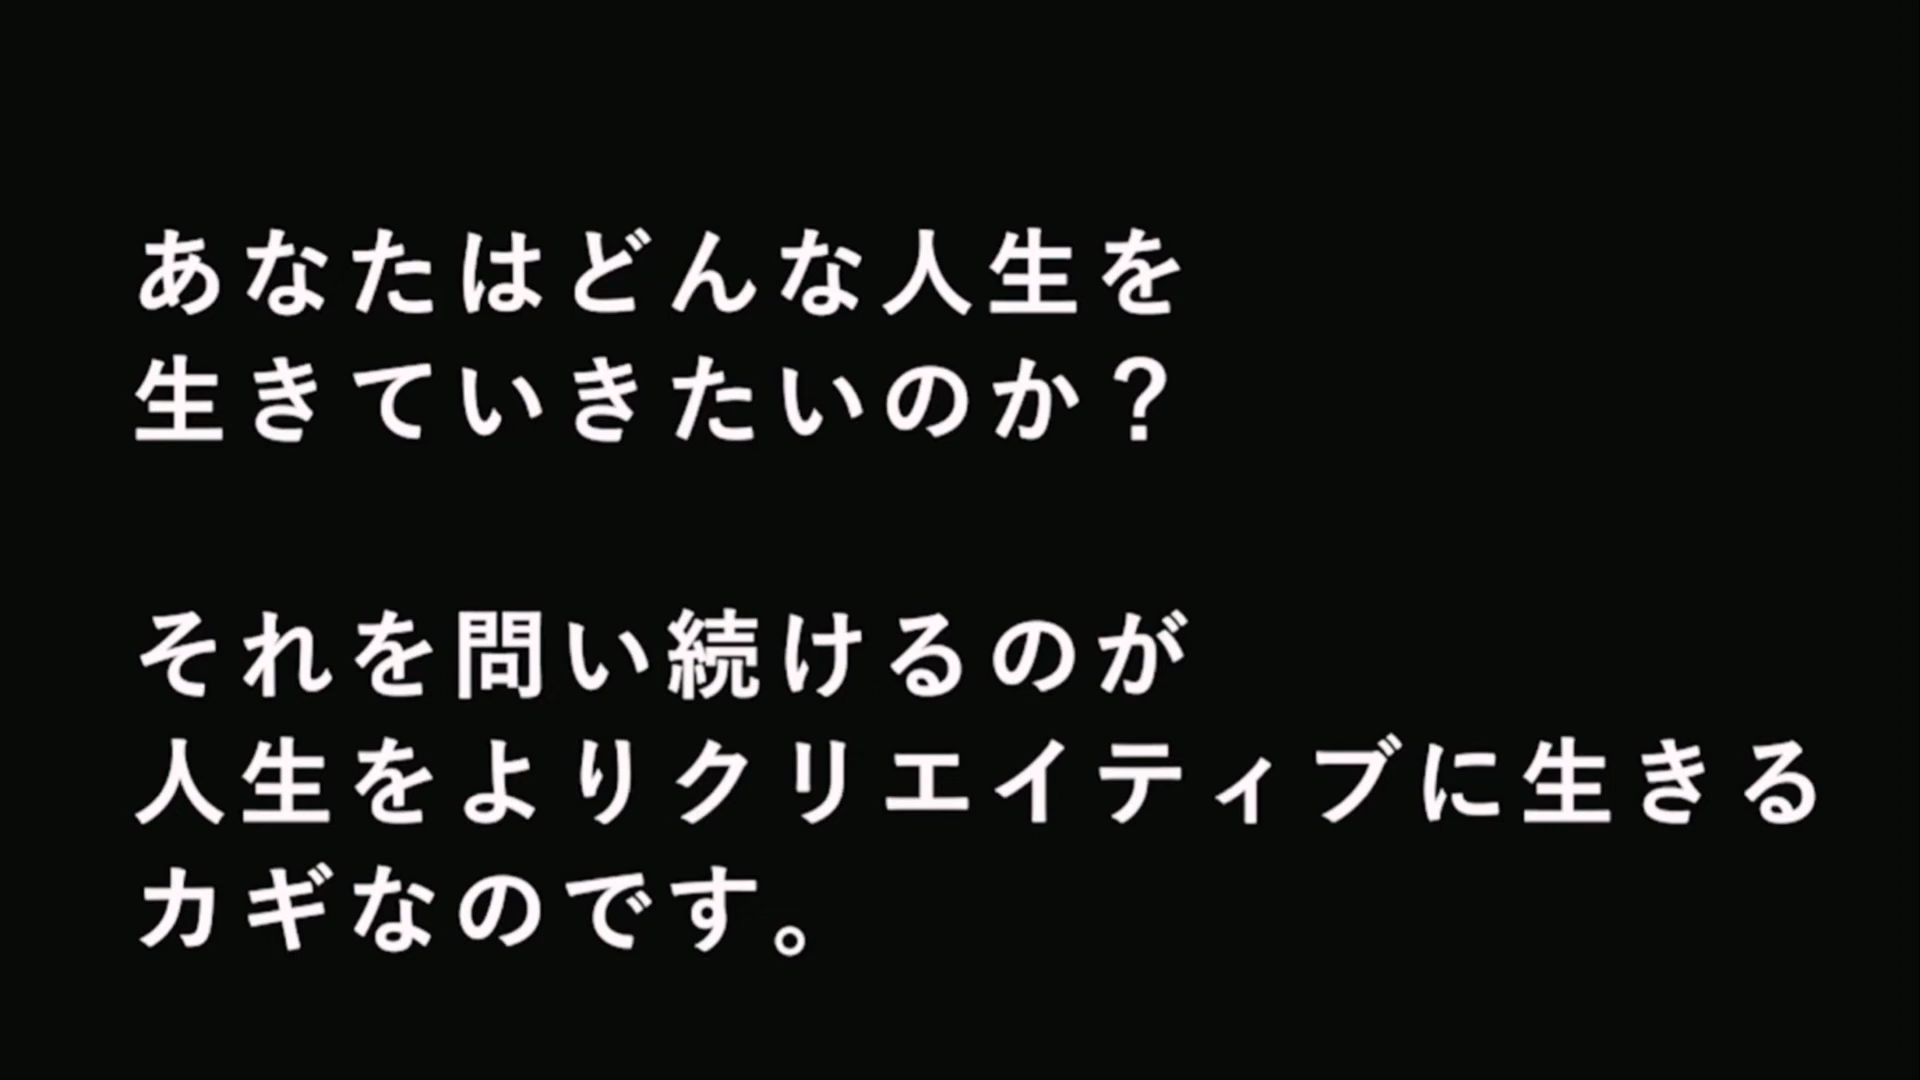 あなたはどんな人生を
生きていきたいのか？
それを問い続けるのが
人生をよりクリエイティブに生きる
カギなのです。